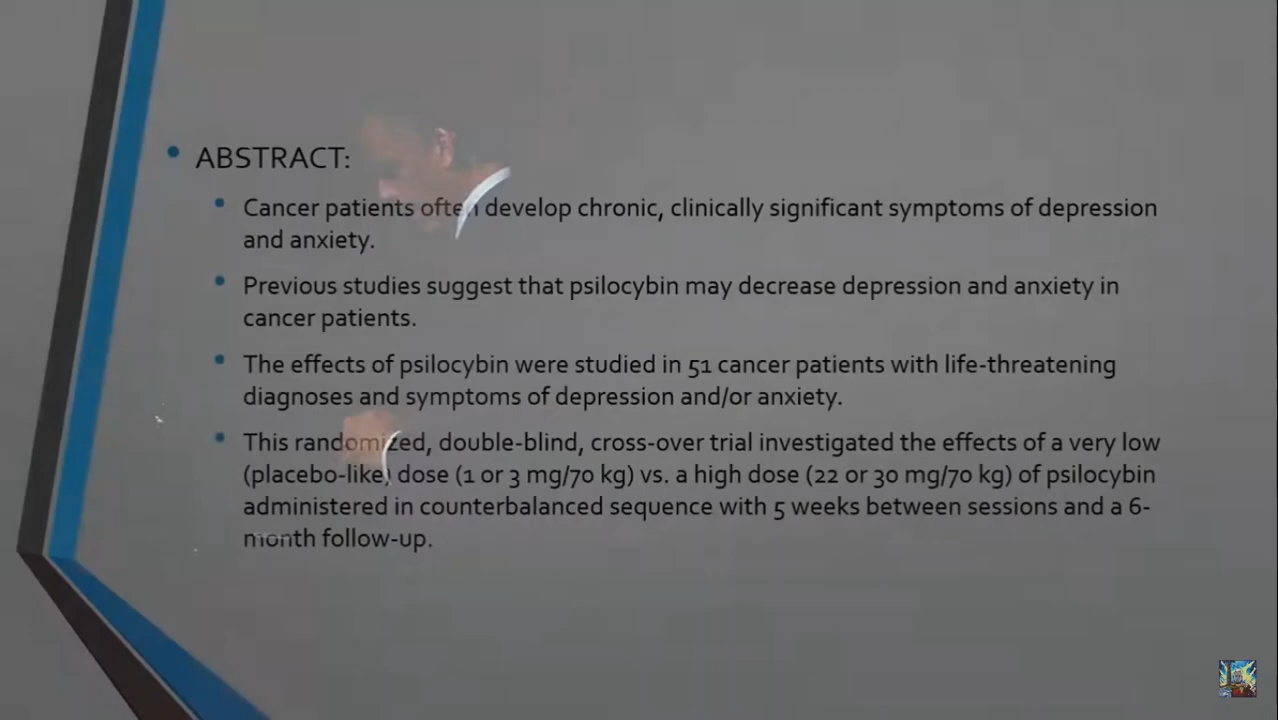 ABSTRACT:
Cancer patients often develop chronic, clinically significant symptoms of depression
and anxiety.
Previous studies suggest that psilocybin may decrease depression and anxiety in
cancer patients.
The effects of psilocybin were studied in 51 cancer patients with life-threatening
diagnoses and symptoms of depression and/or anxiety.
This randomized, double-blind, cross-over trial investigated the effects of a very low
(placebo-like) dose (1 or 3 mg/70 kg) vs. a high dose (22 or 30 mg/70 kg) of psilocybin
administered in counterbalanced sequence with 5 weeks between sessions and a 6-
month follow-up.